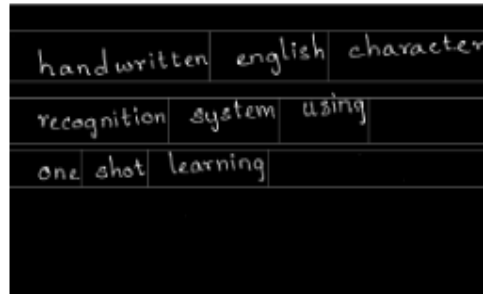 handwritten english character
recognition system using
one shot learning